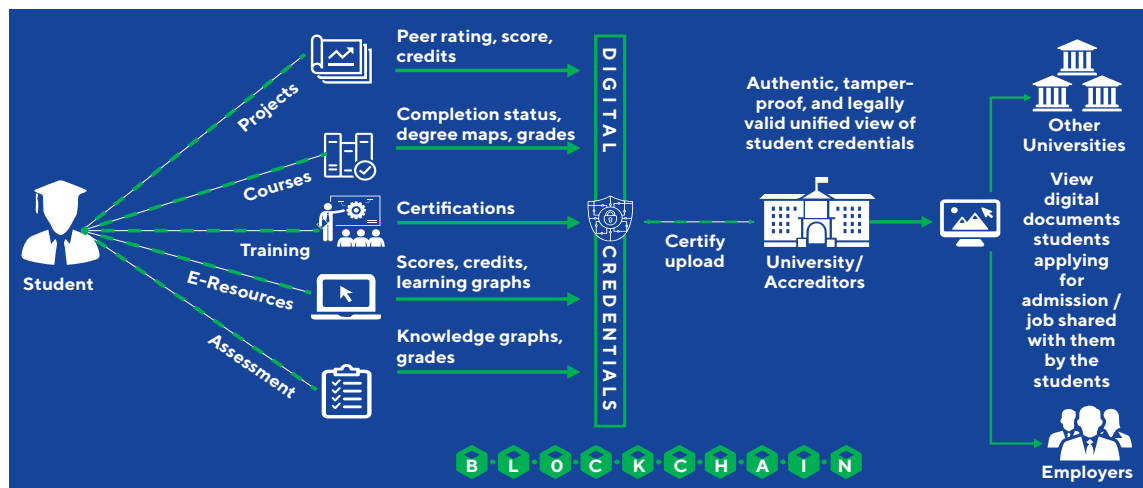 Student
Projects
Courses
Training
E-Resources
Assessment
Peer rating, score,
credits
Completion status,
degree maps, grades
Certifications
Scores, credits,
learning graphs
Knowledge graphs,
grades
DIGITAL
CREDENTIALS
Certify
upload
Authentic, tamper-
proof, and legally
valid unified view of
student credentials
University/
Accreditors
Other
Universities
View
digital
documents
students
applying
for
admission /
job shared
with them
by the
students
Employers
BLOCKCHAIN